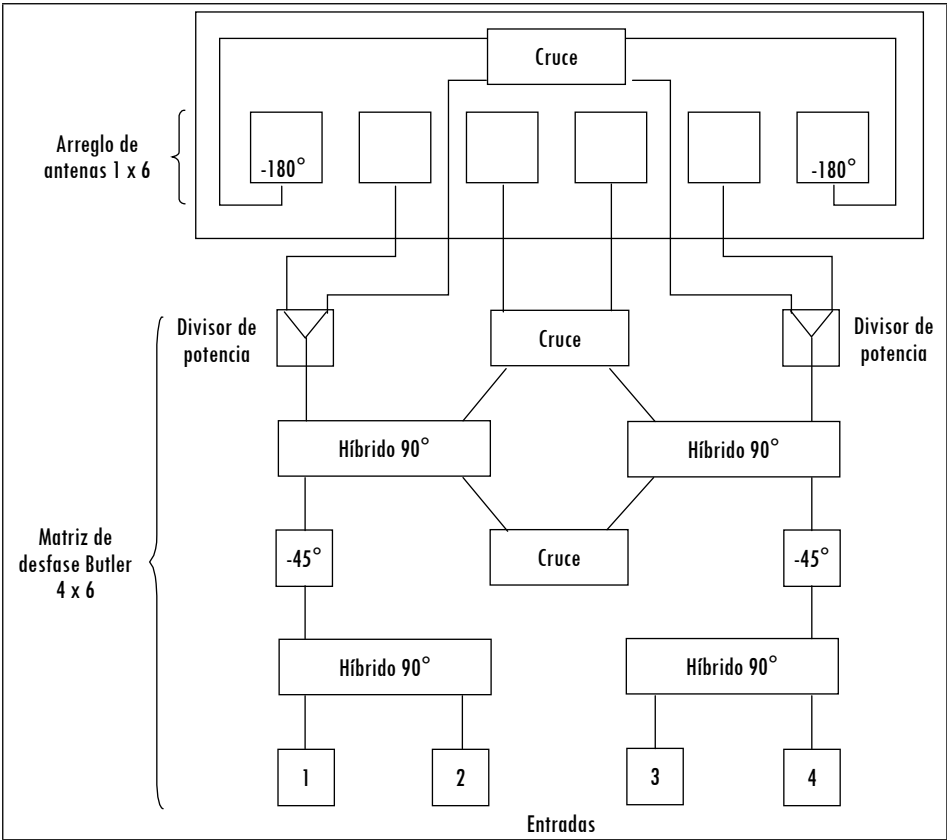 Cruce
Arreglo de
antenas 1 x 6
-180°
-180°
Divisor de
potencia
Cruce
Divisor de
potencia
Híbrido 90°
Híbrido 90°
Matriz de
desfase Butler
4 x 6
-45°
Cruce
-45°
Híbrido 90°
Híbrido 90°
1
2
3
4
Entradas